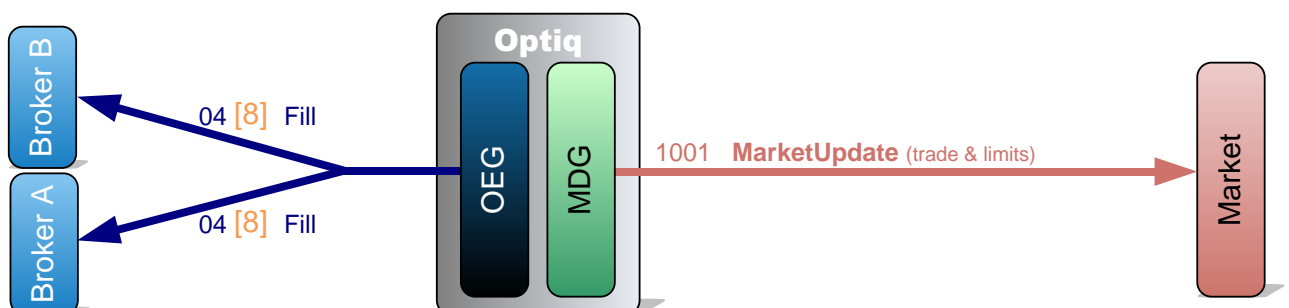 Optiq
Broker B
04 [8] Fill
OEG
MDG
1001 MarketUpdate (trade & limits)
Market
Broker A
04 [8] Fill